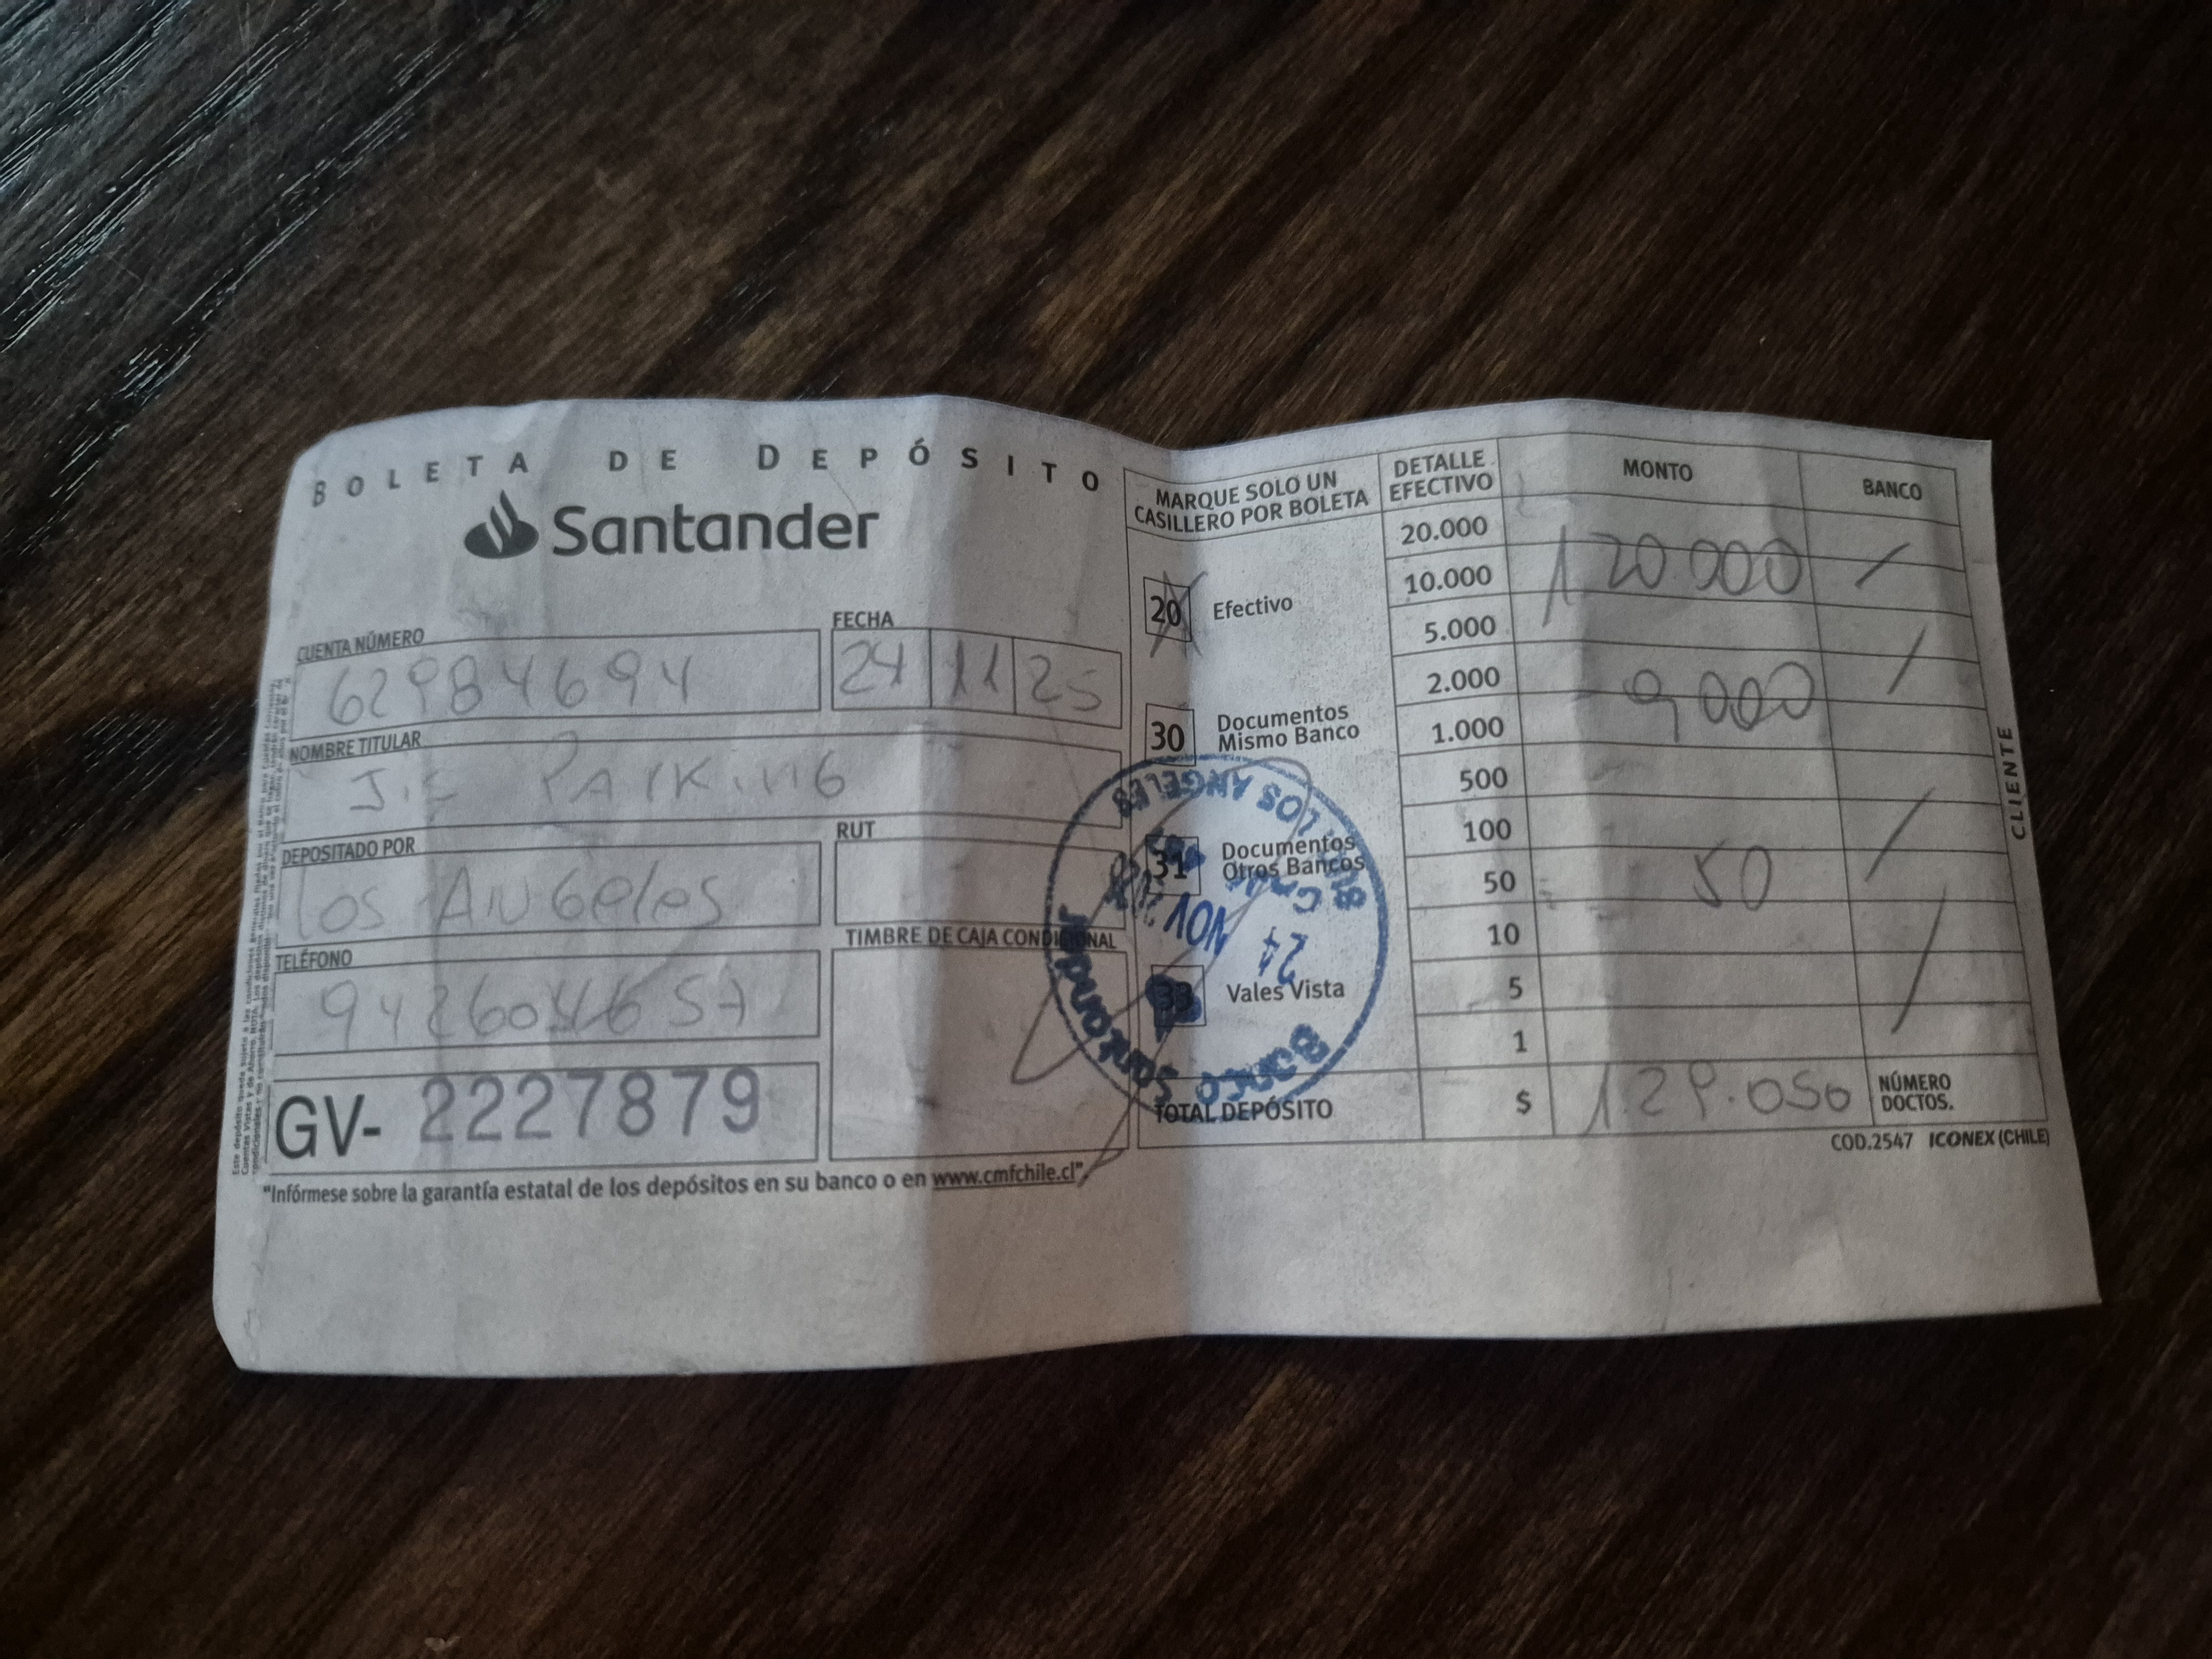 BOLETA DE DEPÓSITO
Santander
CUENTA NÚMERO
62984694
FECHA
24 11 25
NOMBRE TITULAR
PARKING
DEPOSITADO POR
Los ANGeles
RUT
TELÉFONO
TIMBRE DE CAJA CONDICIONAL
GV- 2227879
"Infórmese sobre la garantía estatal de los depósitos en su banco o en www.cmfchile.cl"
MARQUE SOLO UN
CASILLERO POR BOLETA
20 Efectivo
30 Documentos
Mismo Banco
31 Documentos
Otros Bancos
33 Vales Vista
LOS ANGELES
24 NOV
Banco Santander
DETALLE
EFECTIVO
MONTO
BANCO
20.000
10.000
120 000
5.000
2.000
9 000
1.000
500
100
50
50
10
5
1
TOTAL DEPÓSITO
$
129.050
NÚMERO
DOCTOS.
COD.2547 ICONEX (CHILE)
CLIENTE